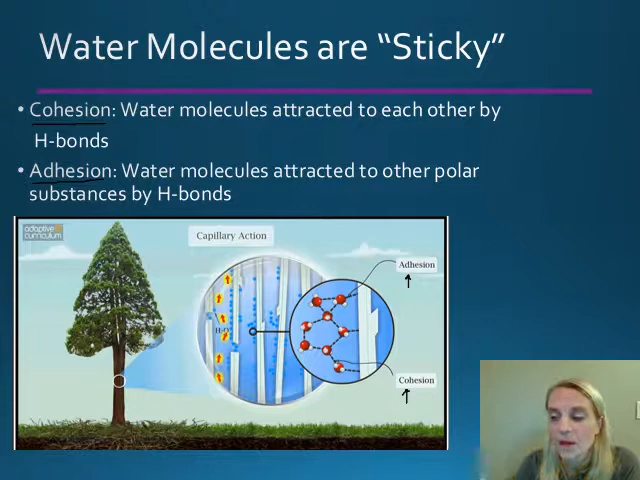 Water Molecules are “Sticky”
• Cohesion: Water molecules attracted to each other by
H-bonds
• Adhesion: Water molecules attracted to other polar
substances by H-bonds
adaptive
curriculum
Capillary Action
Adhesion
Cohesion